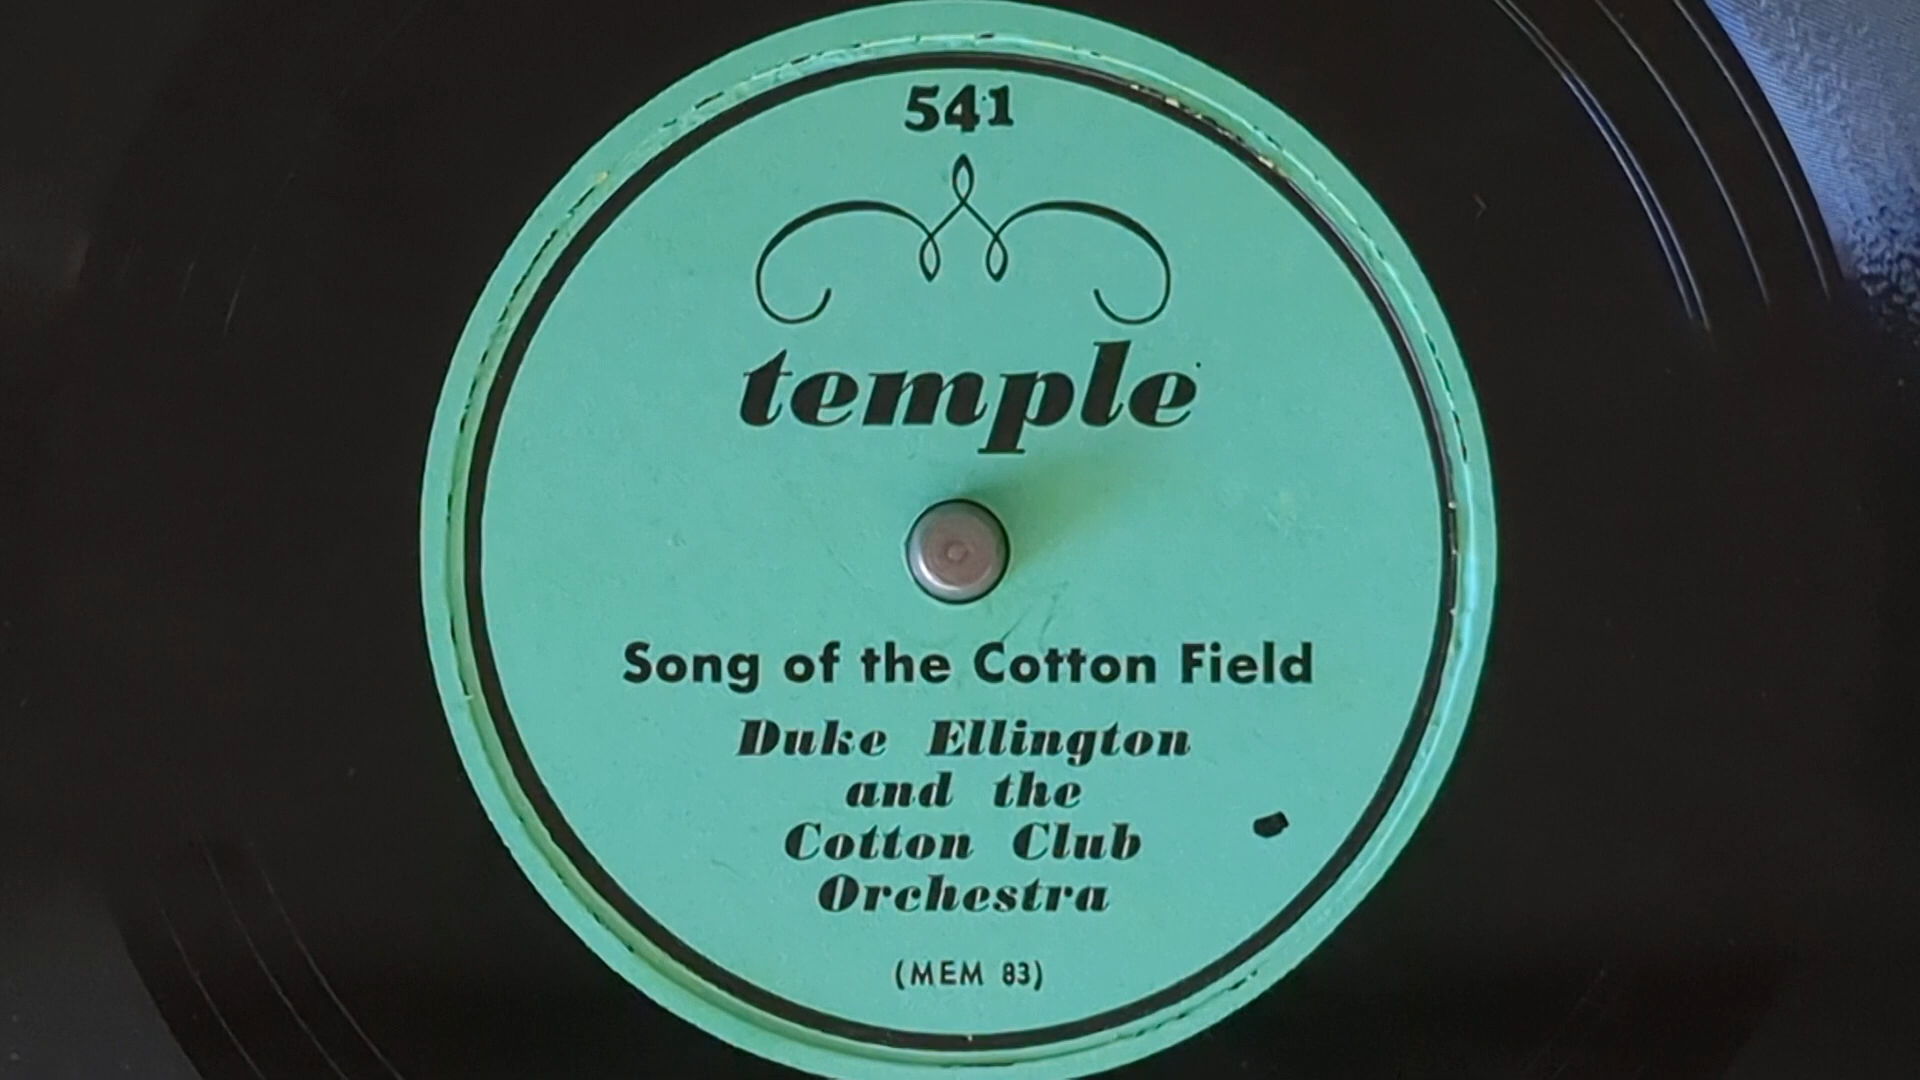 541
temple
Song of the Cotton Field
Duke Ellington
and the
Cotton Club
Orchestra
(MEM 83)